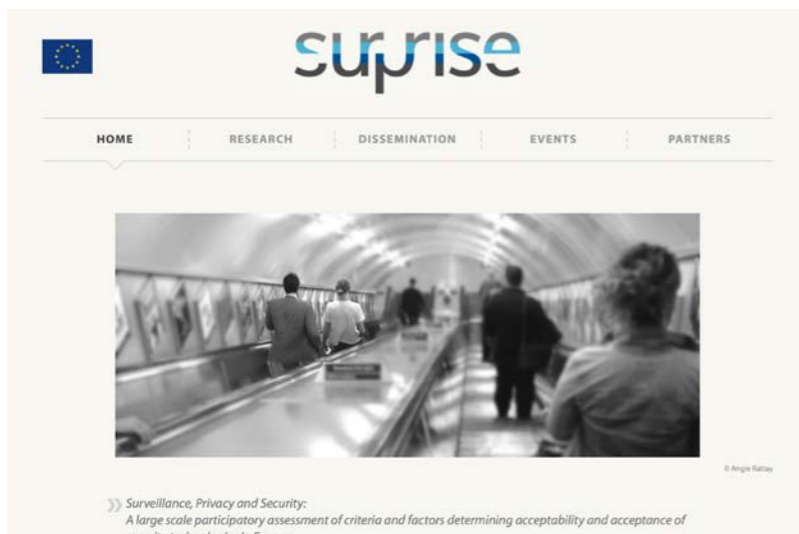 surprise
HOME
RESEARCH
DISSEMINATION
EVENTS
PARTNERS
© Angie Rattay
Surveillance, Privacy and Security:
A large scale participatory assessment of criteria and factors determining acceptability and acceptance of